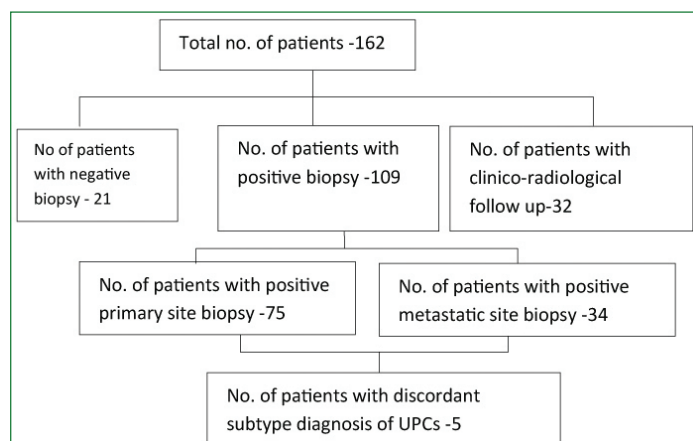 Total no. of patients -162
No of patients
with negative
biopsy - 21
No. of patients with
positive biopsy -109
No. of patients with
clinico-radiological
follow up-32
No. of patients with positive
primary site biopsy -75
No. of patients with positive
metastatic site biopsy -34
No. of patients with discordant
subtype diagnosis of UPCs -5